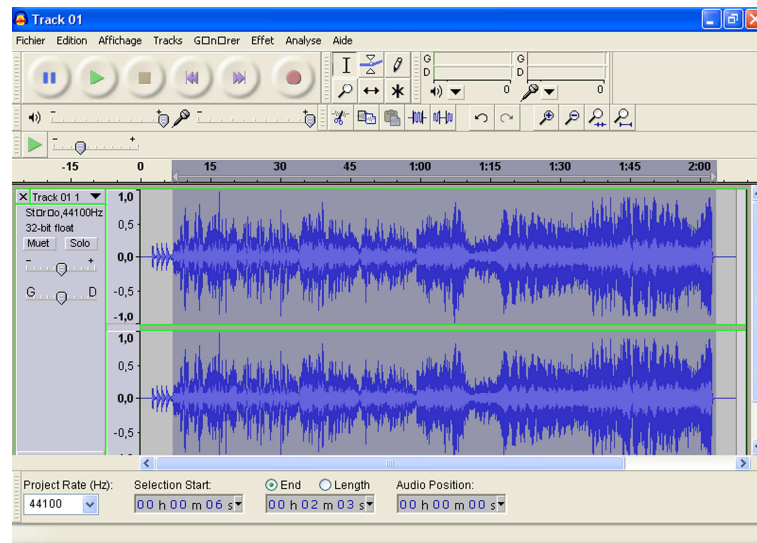 Track 01
Fichier Edition Affichage Tracks G□n□rer Effet Analyse Aide
G G
D D
0 0
-15 0 15 30 45 1:00 1:15 1:30 1:45 2:00
Track 01 1
St□r□o,44100Hz
32-bit float
Muet Solo
- +
G D
1,0
0,5
0,0
-0,5
-1,0
1,0
0,5
0,0
-0,5
Project Rate (Hz): Selection Start: End Length Audio Position:
44100 00 h 00 m 06 s 00 h 02 m 03 s 00 h 00 m 00 s